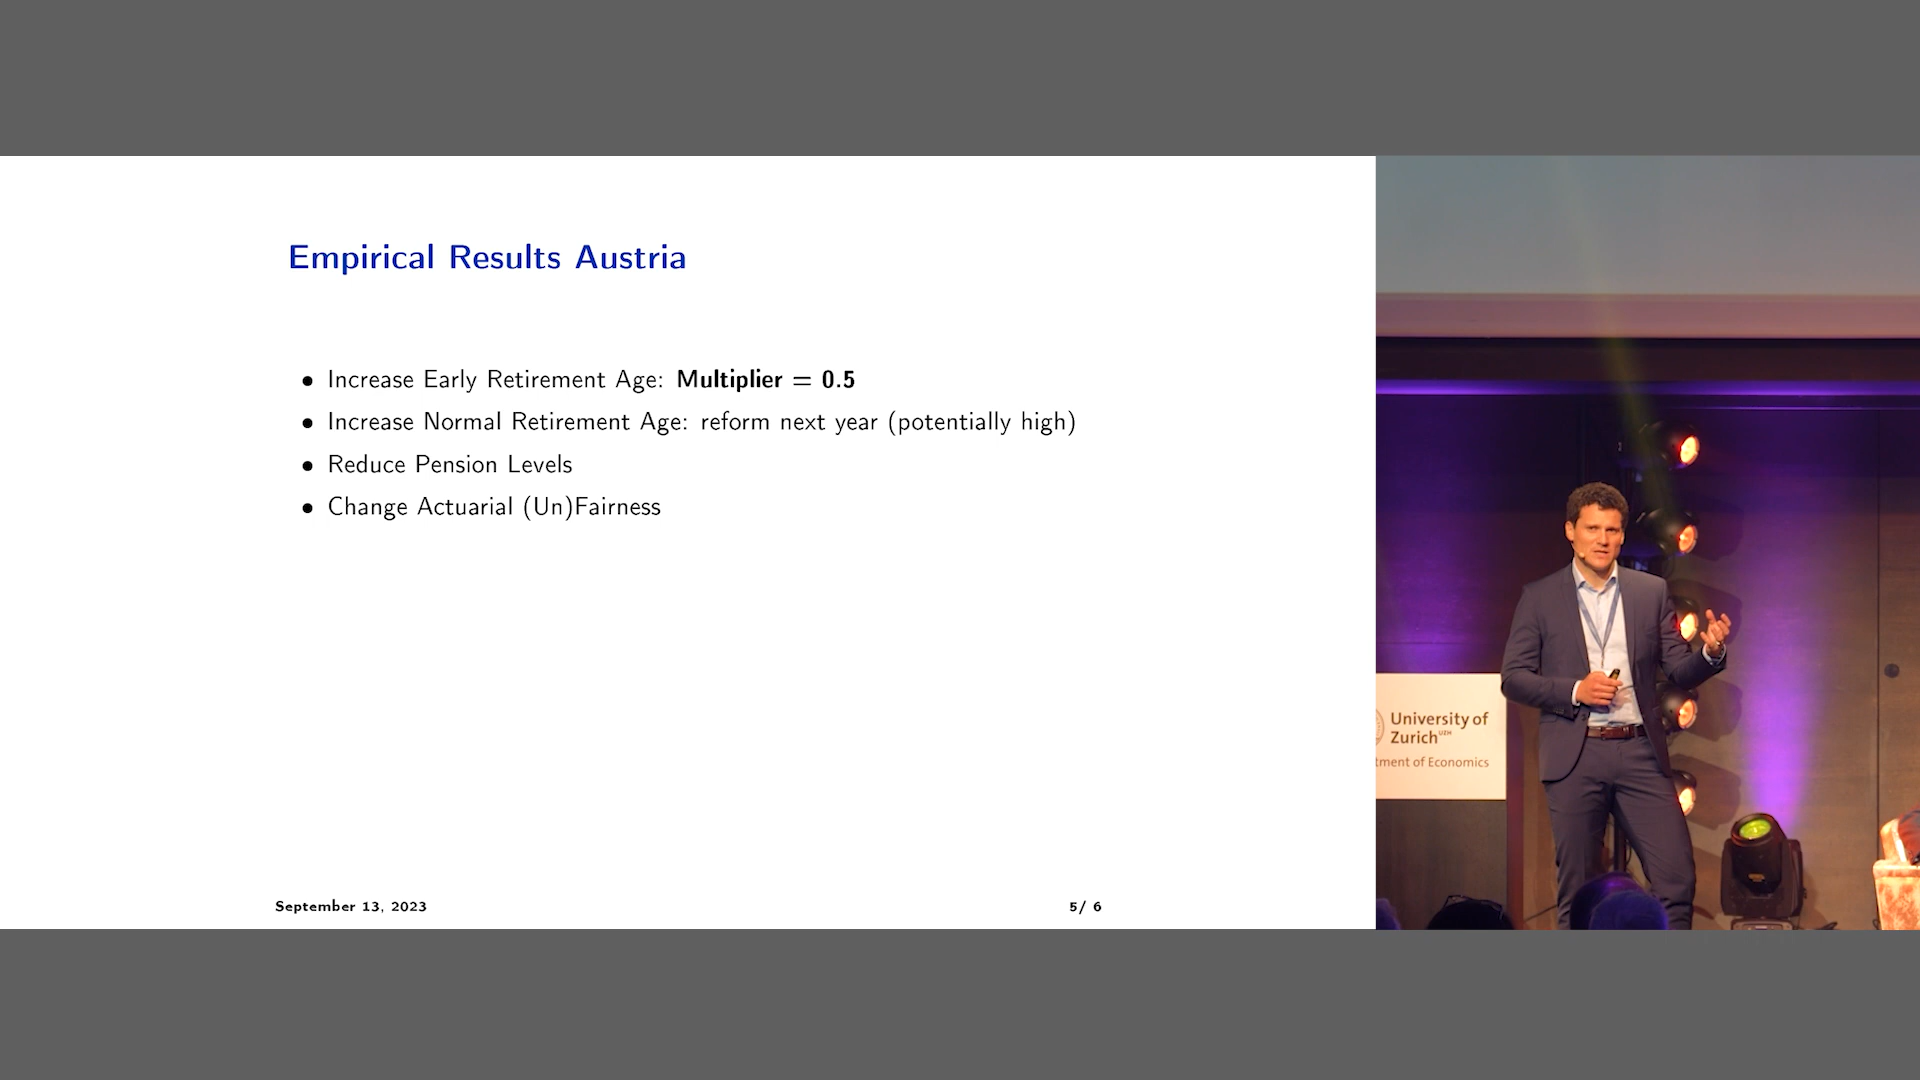 Empirical Results Austria
• Increase Early Retirement Age: Multiplier = 0.5
• Increase Normal Retirement Age: reform next year (potentially high)
• Reduce Pension Levels
• Change Actuarial (Un)Fairness
September 13, 2023
5/ 6
University of
Zurich UZH
tment of Economics